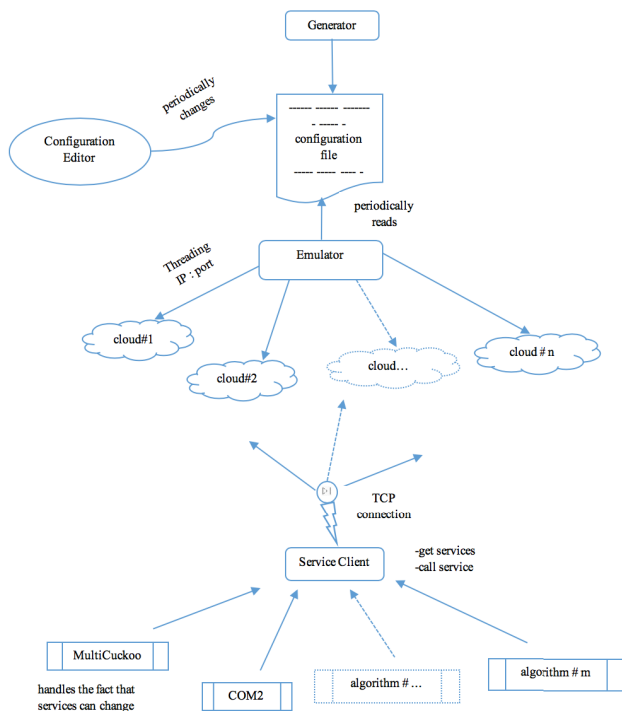 Generator
periodically
changes
------ ------ -------
- ----- -
configuration
file
----- ----- ---- -
Configuration
Editor
periodically
reads
Threading
IP : port
Emulator
cloud#1
cloud#2
cloud...
cloud # n
TCP
connection
Service Client
-get services
-call service
MultiCuckoo
handles the fact that
services can change
COM2
algorithm # ...
algorithm # m